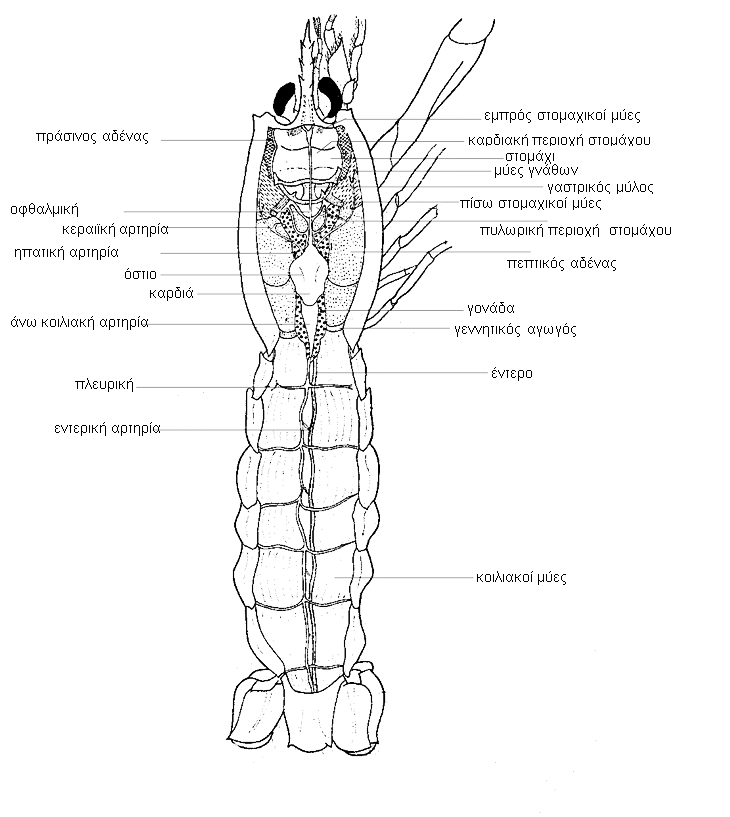 εμπρός στομαχικοί μύες
πράσινος αδένας
καρδιακή περιοχή στομάχου
στομάχι
μύες γνάθων
γαστρικός μύλος
πίσω στομαχικοί μύες
οφθαλμική
κεραιϊκή αρτηρία
πυλωρική περιοχή στομάχου
ηπατική αρτηρία
πεπτικός αδένας
όστιο
καρδιά
γονάδα
άνω κοιλιακή αρτηρία
γεννητικός αγωγός
έντερο
πλευρική
εντερική αρτηρία
κοιλιακοί μύες